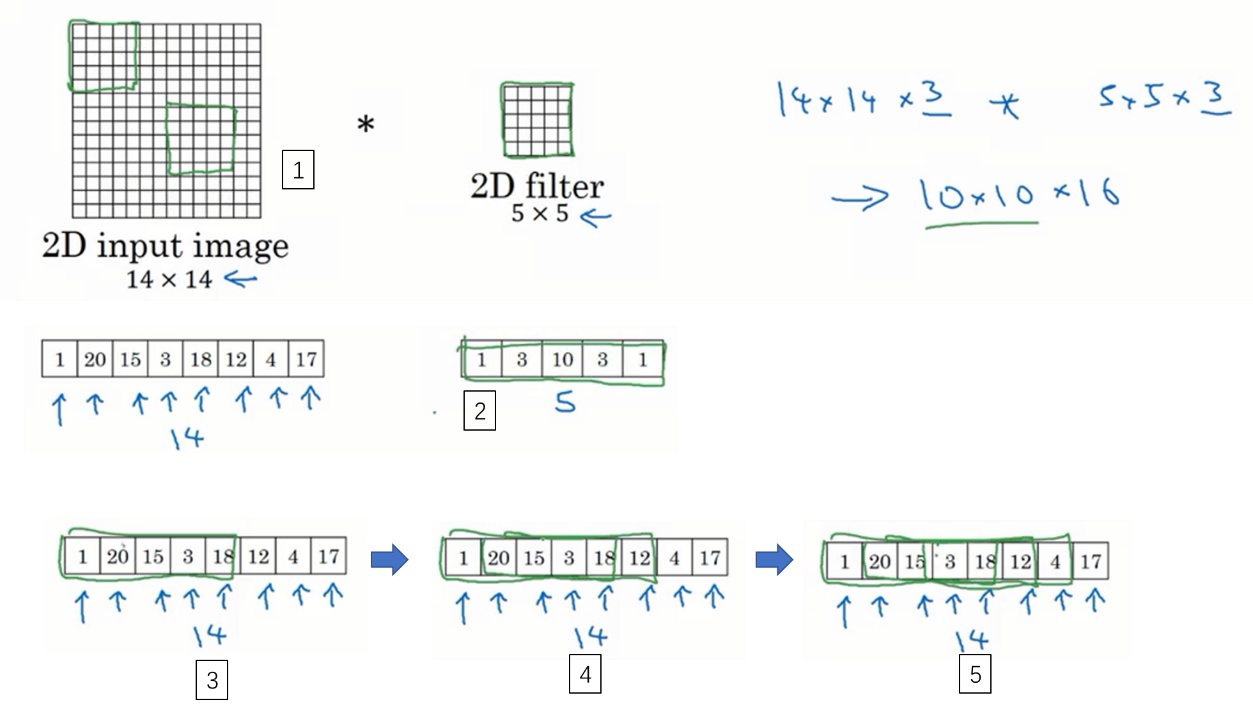 14×14 × 3 * 5×5 × 3
*
1
2D filter
→ 10×10 ×16
5 × 5 ←
2D input image
14 × 14 ←
1 20 15 3 18 12 4 17
1 3 10 3 1
↑ ↑ ↑ ↑ ↑ ↑ ↑ ↑
14
2
5
1 20 15 3 18 12 4 17
↑ ↑ ↑ ↑ ↑ ↑ ↑ ↑
14
3
1 20 15 3 18 12 4 17
↑ ↑ ↑ ↑ ↑ ↑ ↑ ↑
14
4
1 20 15 3 18 12 4 17
↑ ↑ ↑ ↑ ↑ ↑ ↑ ↑
14
5